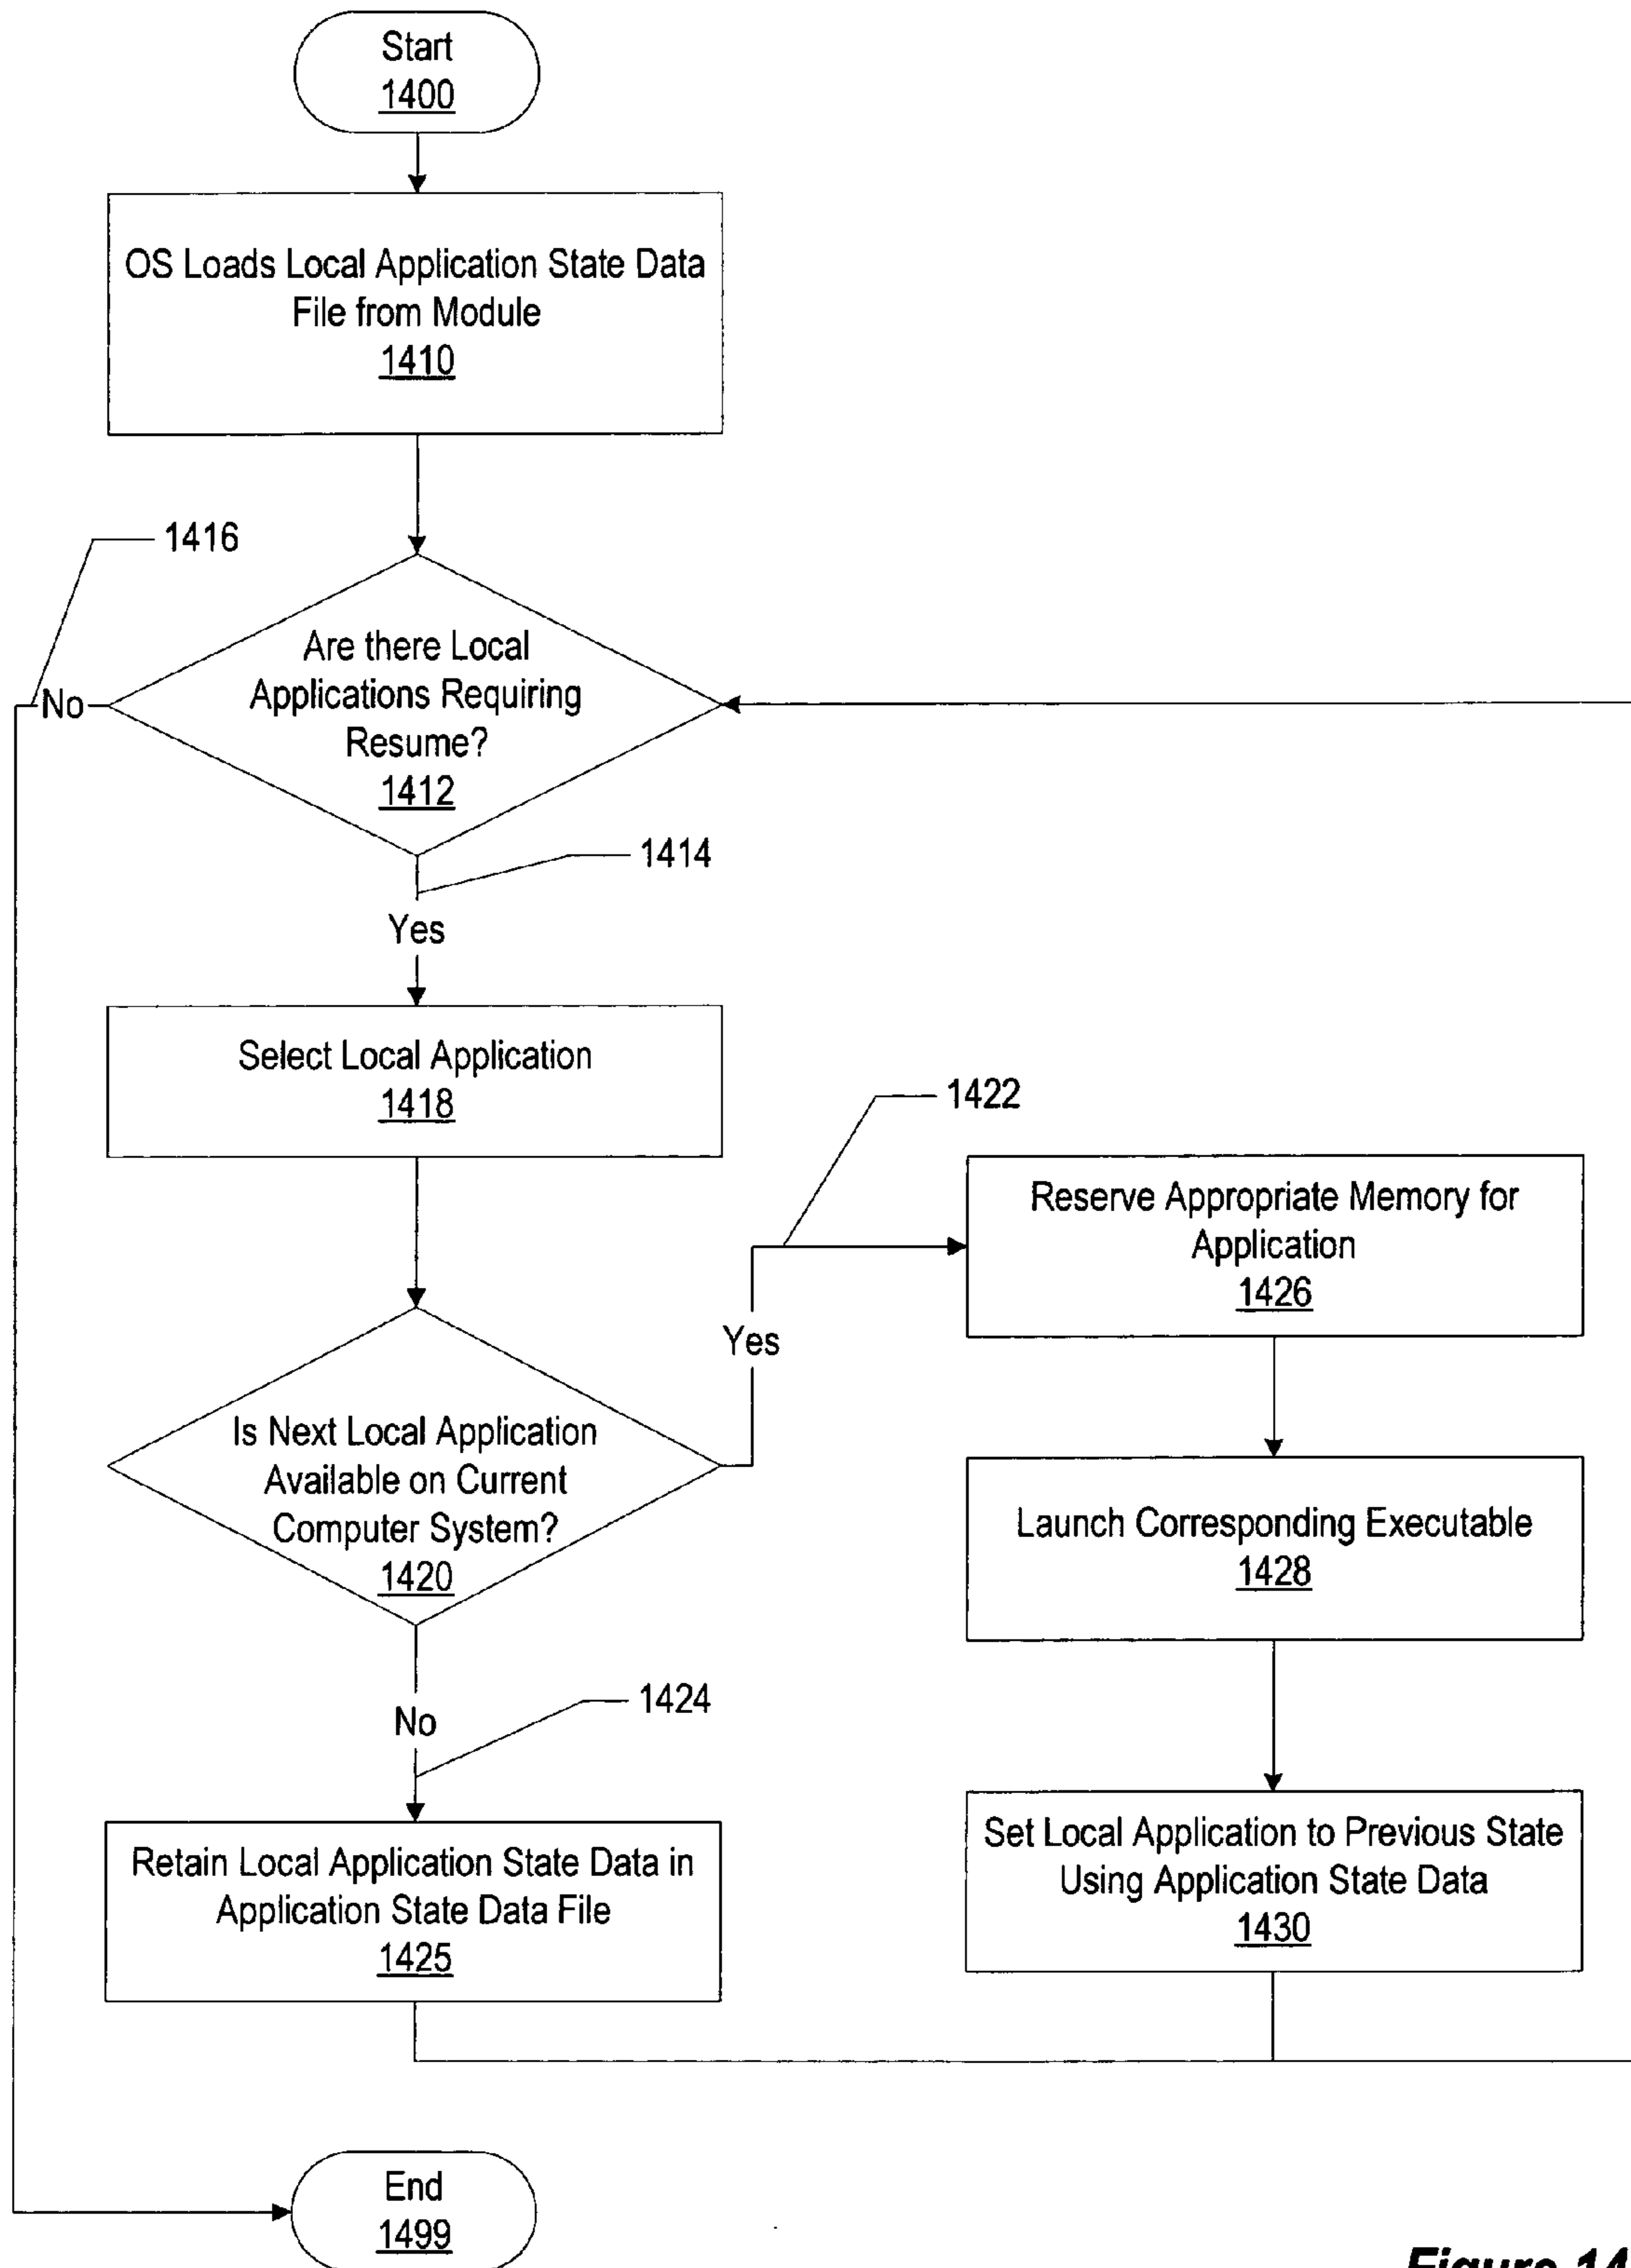 Start
1400
OS Loads Local Application State Data
File from Module
1410
1416
Are there Local
Applications Requiring
Resume?
1412
No
1414
Yes
Select Local Application
1418
1422
Reserve Appropriate Memory for
Application
1426
Yes
Is Next Local Application
Available on Current
Computer System?
1420
Launch Corresponding Executable
1428
1424
No
Retain Local Application State Data in
Application State Data File
1425
Set Local Application to Previous State
Using Application State Data
1430
End
1499
Figure 14